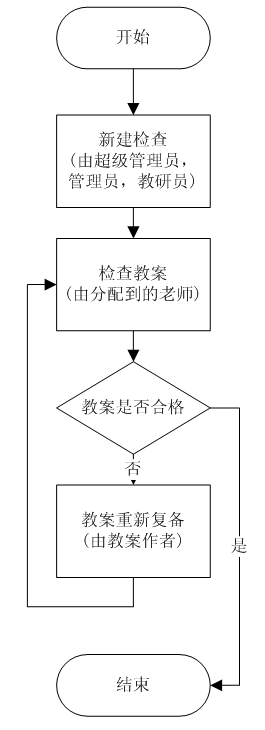 开始
新建检查
（由超级管理员，
管理员，教研员）
检查教案
（由分配到的老师）
教案是否合格
否
教案重新复备
（由教案作者）
是
结束